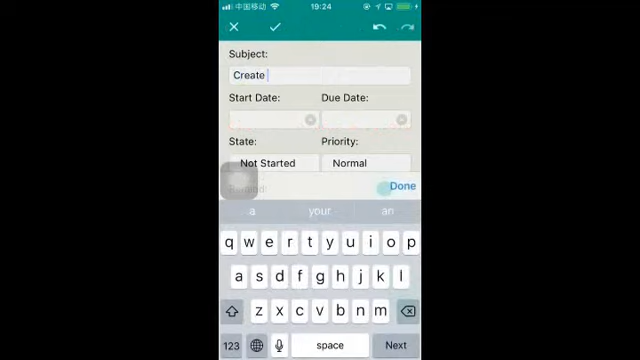 中国移动 19:24
Subject:
Create
Start Date: Due Date:
State: Priority:
Not Started Normal
Remind: Done
a your an
q w e r t y u i o p
a s d f g h j k l
z x c v b n m
123 space Next